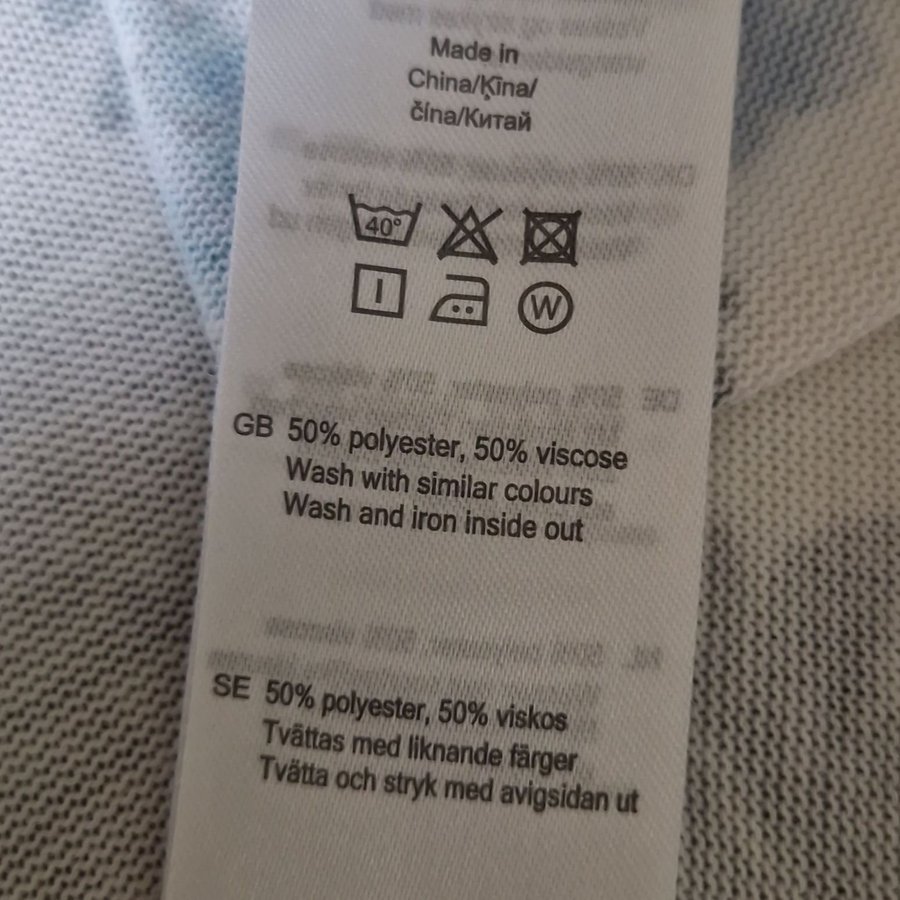 Made in
China/Ķīna/
čína/Китай
40°
W
GB 50% polyester, 50% viscose
Wash with similar colours
Wash and iron inside out
SE 50% polyester, 50% viskos
Tvättas med liknande färger
Tvätta och stryk med avigsidan ut